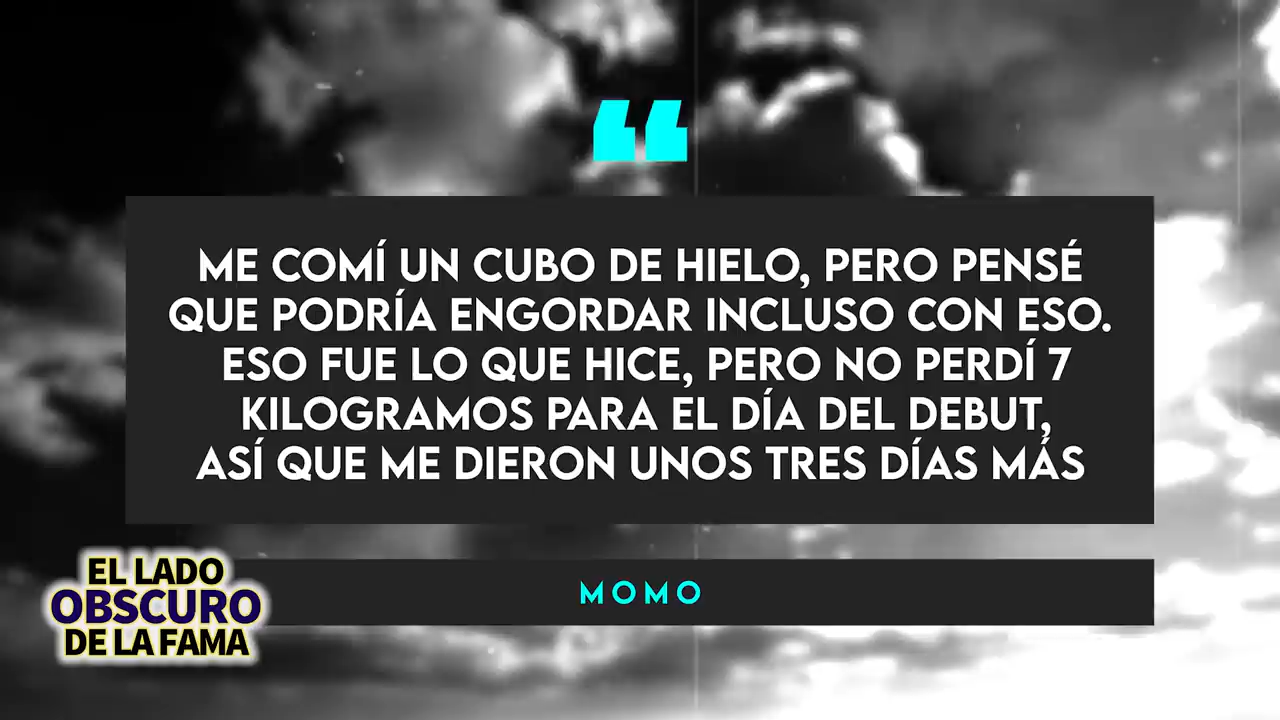 ME COMÍ UN CUBO DE HIELO, PERO PENSÉ
QUE PODRÍA ENGORDAR INCLUSO CON ESO.
ESO FUE LO QUE HICE, PERO NO PERDÍ 7
KILOGRAMOS PARA EL DÍA DEL DEBUT,
ASÍ QUE ME DIERON UNOS TRES DÍAS MÁS
MOMO
EL LADO
OBSCURO
DE LA FAMA